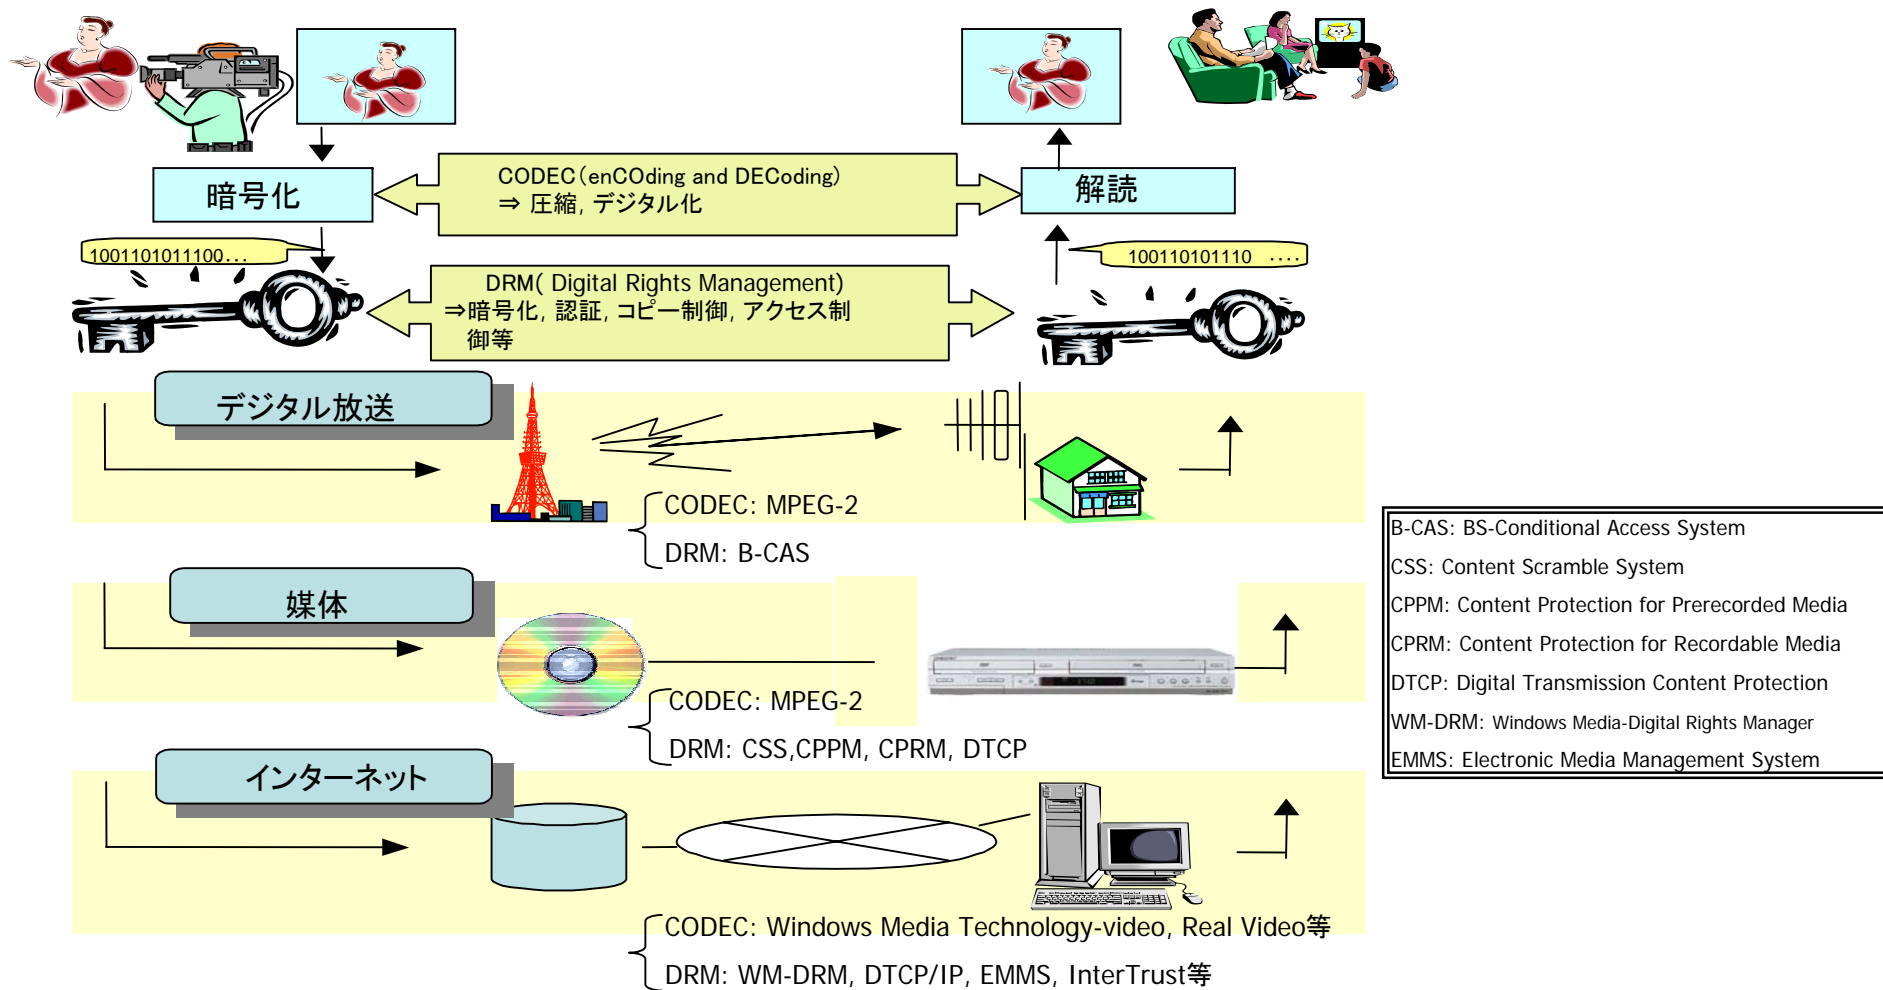 暗号化
CODEC(enCOding and DECoding)
⇒ 圧縮, デジタル化
解読
1001101011100...
100110101110 ....
DRM( Digital Rights Management)
⇒暗号化, 認証, コピー制御, アクセス制
御等
デジタル放送
CODEC: MPEG-2
DRM: B-CAS
媒体
CODEC: MPEG-2
DRM: CSS,CPPM, CPRM, DTCP
インターネット
CODEC: Windows Media Technology-video, Real Video等
DRM: WM-DRM, DTCP/IP, EMMS, InterTrust等
B-CAS: BS-Conditional Access System
CSS: Content Scramble System
CPPM: Content Protection for Prerecorded Media
CPRM: Content Protection for Recordable Media
DTCP: Digital Transmission Content Protection
WM-DRM: Windows Media-Digital Rights Manager
EMMS: Electronic Media Management System